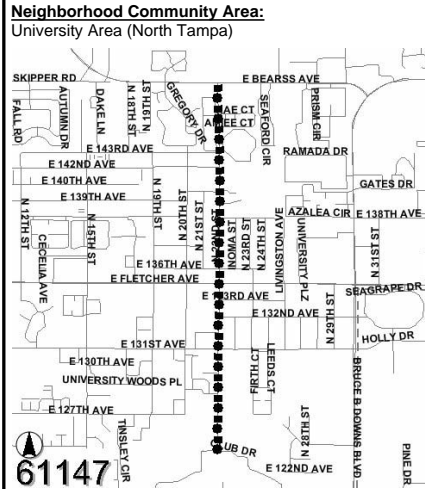 Neighborhood Community Area:
University Area (North Tampa)
SKIPPER RD
E BEARSS AVE
FALL RD
AUTUMN DR
DAKE LN
N 18TH ST
N 19TH ST
GREGORY DR
SEAFORD CIR
PRISM CIR
E 143RD AVE
RAMADA DR
E 142ND AVE
E 140TH AVE
GATES DR
E 139TH AVE
N 12TH ST
N 15TH ST
CECELIA AVE
N 19TH ST
N 20TH ST
N 21ST ST
INOMA ST
N 23RD ST
N 24TH ST
LIVINGSTON AVE
AZALEA CIR
E 138TH AVE
UNIVERSITY PLZ
N 31ST ST
E 136TH AVE
E FLETCHER AVE
SEAGRAPE DR
E 132ND AVE
N 29TH ST
E 131ST AVE
HOLLY DR
E 130TH AVE
UNIVERSITY WOODS PL
FIRTH CT
LEEDS CT
BRUCE B DOWNS BLVD
E 127TH AVE
TINSLEY CIR
N 28TH ST
E 122ND AVE
PINE DR
61147